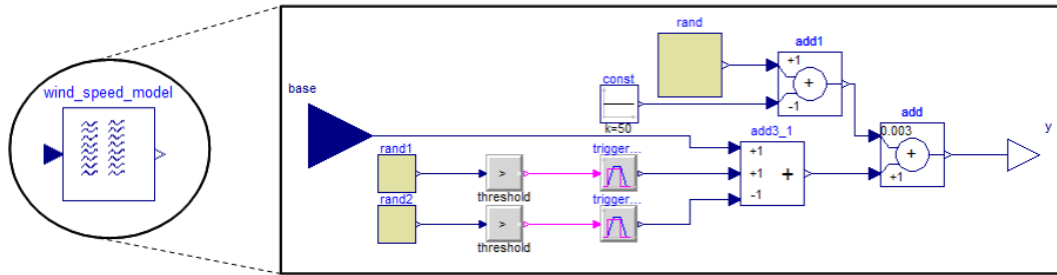 wind_speed_model
base
rand
add1
+1
+
-1
const
k=50
add
0.003
+
+1
y
add3_1
+1
+1
+
-1
rand1
>
threshold
trigger...
rand2
>
threshold
trigger...